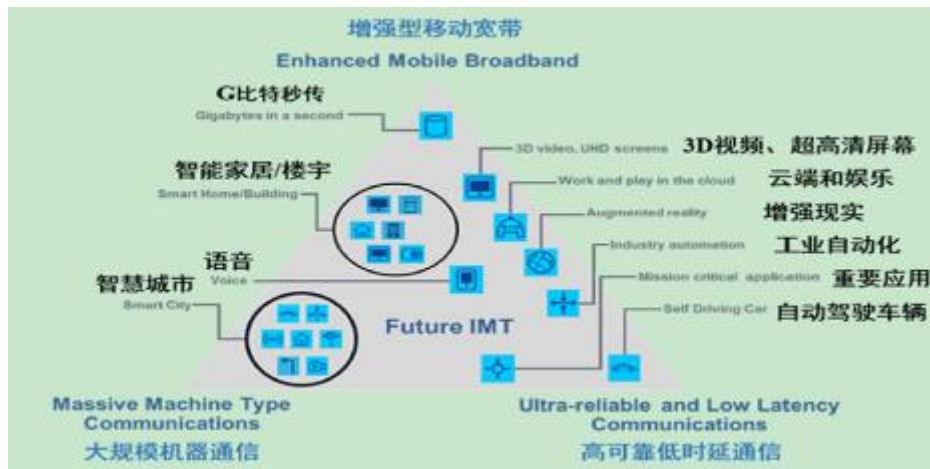 增强型移动宽带
Enhanced Mobile Broadband
G比特秒传
Gigabytes in a second
3D video, UHD screens 3D视频、超高清屏幕
智能家居/楼宇
Smart Home/Building
Work and play in the cloud 云端和娱乐
Augmented reality 增强现实
语音
Voice
Industry automation 工业自动化
智慧城市
Smart City
Mission critical application 重要应用
Self Driving Car 自动驾驶车辆
Future IMT
Massive Machine Type
Communications
大规模机器通信
Ultra-reliable and Low Latency
Communications
高可靠低时延通信